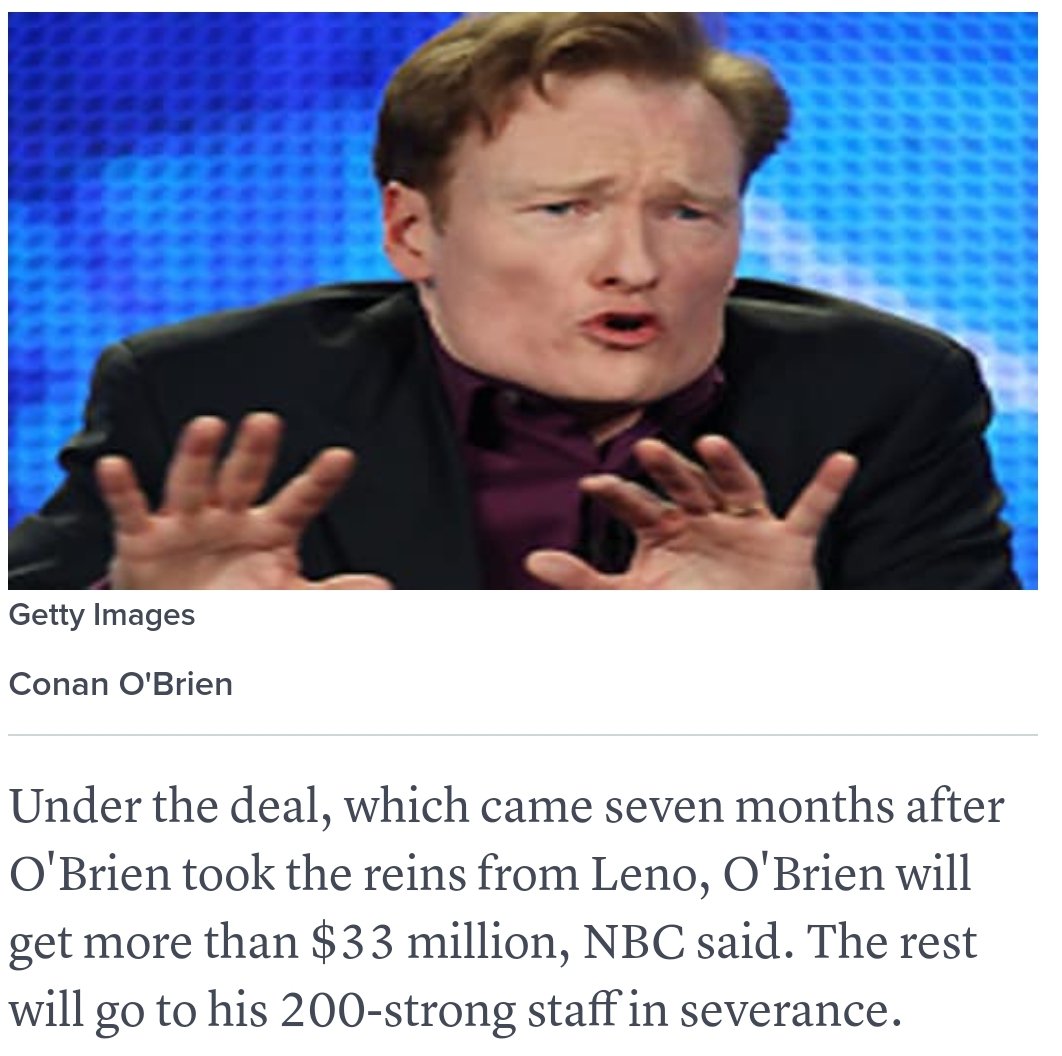 Getty Images
Conan O'Brien
Under the deal, which came seven months after
O'Brien took the reins from Leno, O'Brien will
get more than $33 million, NBC said. The rest
will go to his 200-strong staff in severance.